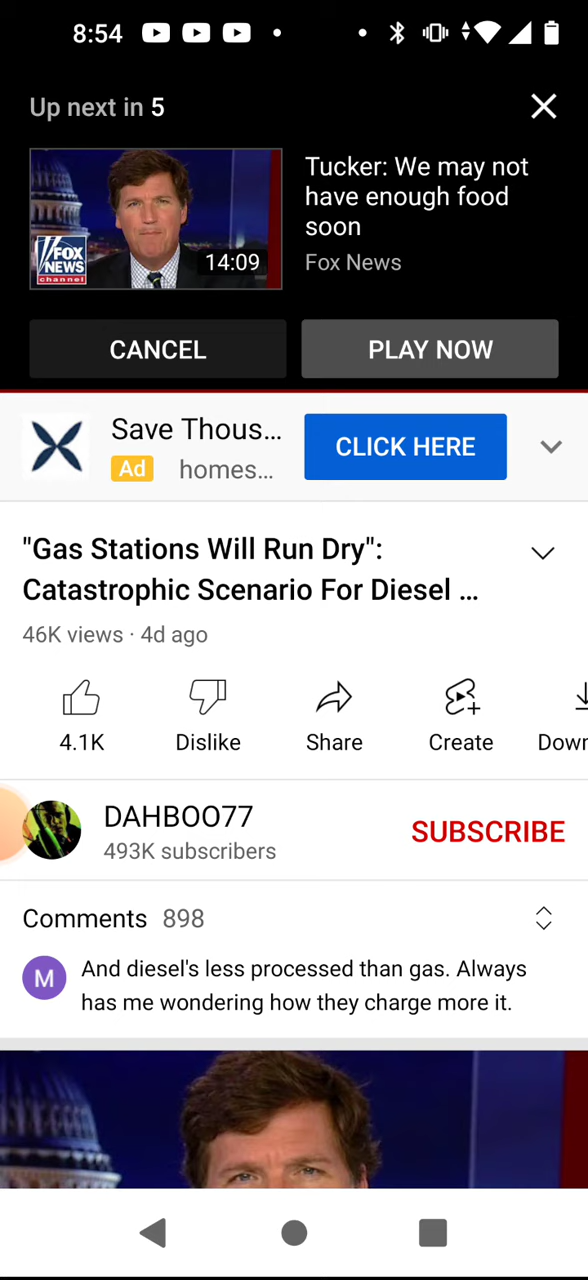 8:54
Up next in 5
FOX
NEWS
channel
14:09
Tucker: We may not
have enough food
soon
Fox News
CANCEL
PLAY NOW
Save Thous...
Ad homes...
CLICK HERE
"Gas Stations Will Run Dry":
Catastrophic Scenario For Diesel ...
46K views · 4d ago
4.1K
Dislike
Share
Create
Down
DAHBOO77
493K subscribers
SUBSCRIBE
Comments 898
M
And diesel's less processed than gas. Always
has me wondering how they charge more it.